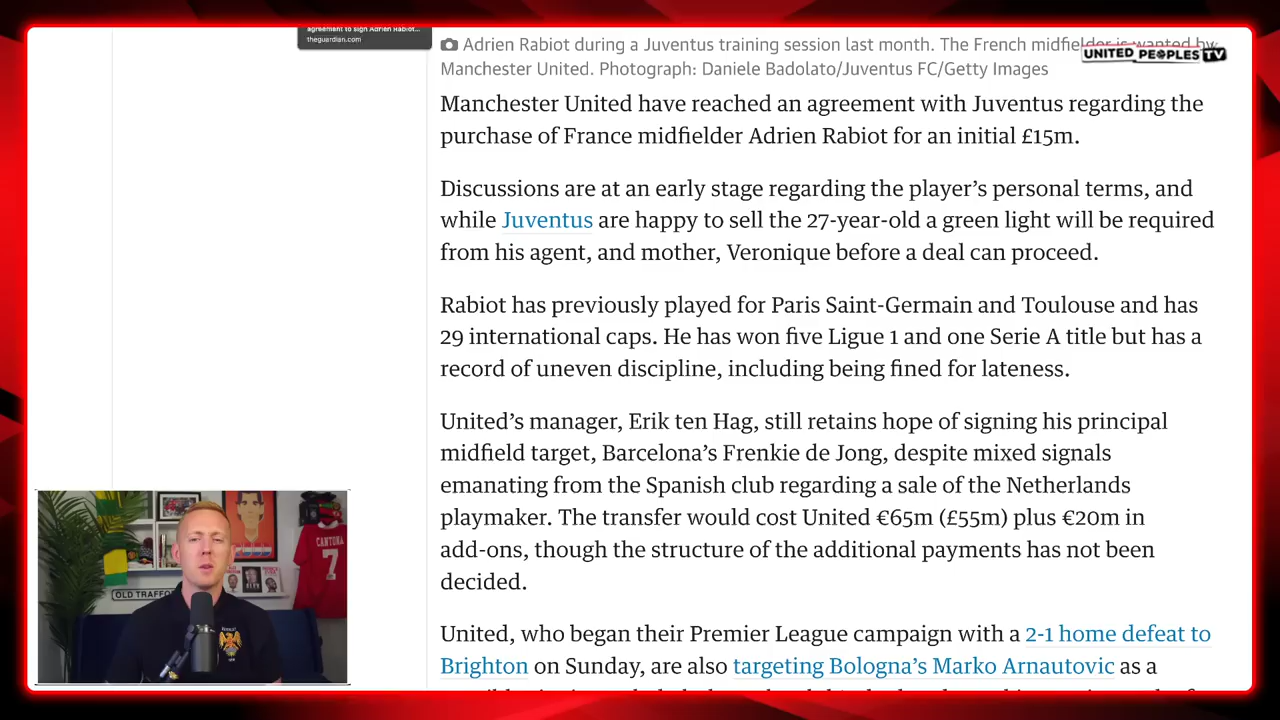 agreement to sign Adrien Rabiot...
theguardian.com
Adrien Rabiot during a Juventus training session last month. The French midfielder is wanted by
Manchester United. Photograph: Daniele Badolato/Juventus FC/Getty Images
UNITED PEOPLES TV
Manchester United have reached an agreement with Juventus regarding the
purchase of France midfielder Adrien Rabiot for an initial £15m.
Discussions are at an early stage regarding the player's personal terms, and
while Juventus are happy to sell the 27-year-old a green light will be required
from his agent, and mother, Veronique before a deal can proceed.
Rabiot has previously played for Paris Saint-Germain and Toulouse and has
29 international caps. He has won five Ligue 1 and one Serie A title but has a
record of uneven discipline, including being fined for lateness.
United's manager, Erik ten Hag, still retains hope of signing his principal
midfield target, Barcelona's Frenkie de Jong, despite mixed signals
emanating from the Spanish club regarding a sale of the Netherlands
playmaker. The transfer would cost United €65m (£55m) plus €20m in
add-ons, though the structure of the additional payments has not been
decided.
United, who began their Premier League campaign with a 2-1 home defeat to
Brighton on Sunday, are also targeting Bologna's Marko Arnautovic as a
CANTONA
7
OLD TRAFFO